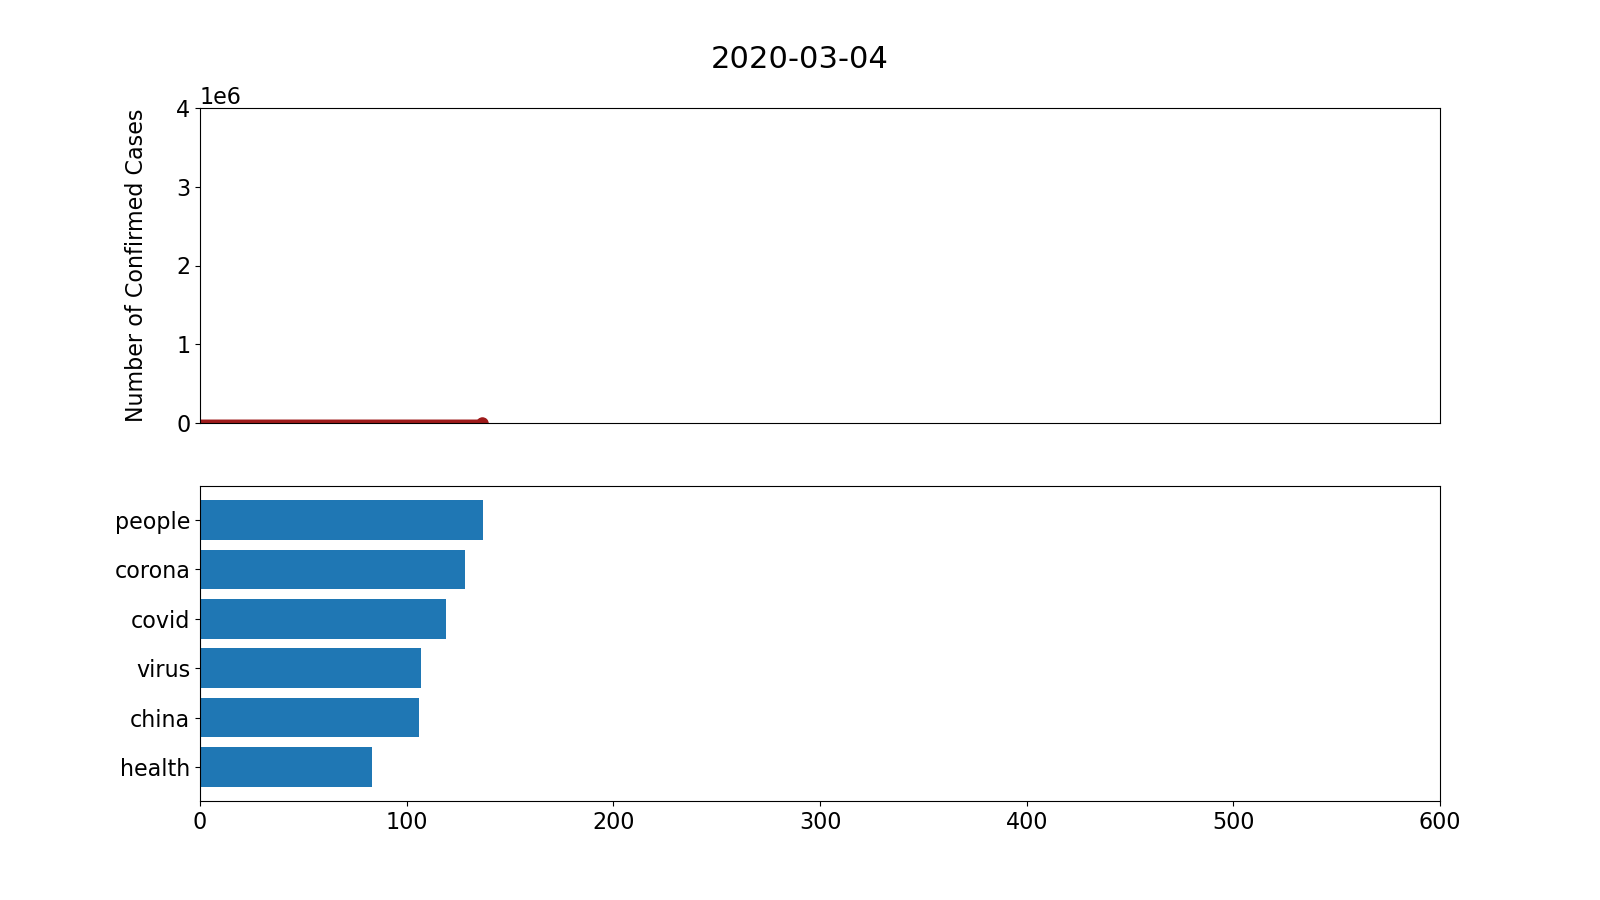 2020-03-04
1e6
4
3
2
1
0
Number of Confirmed Cases
people
corona
covid
virus
china
health
0 100 200 300 400 500 600